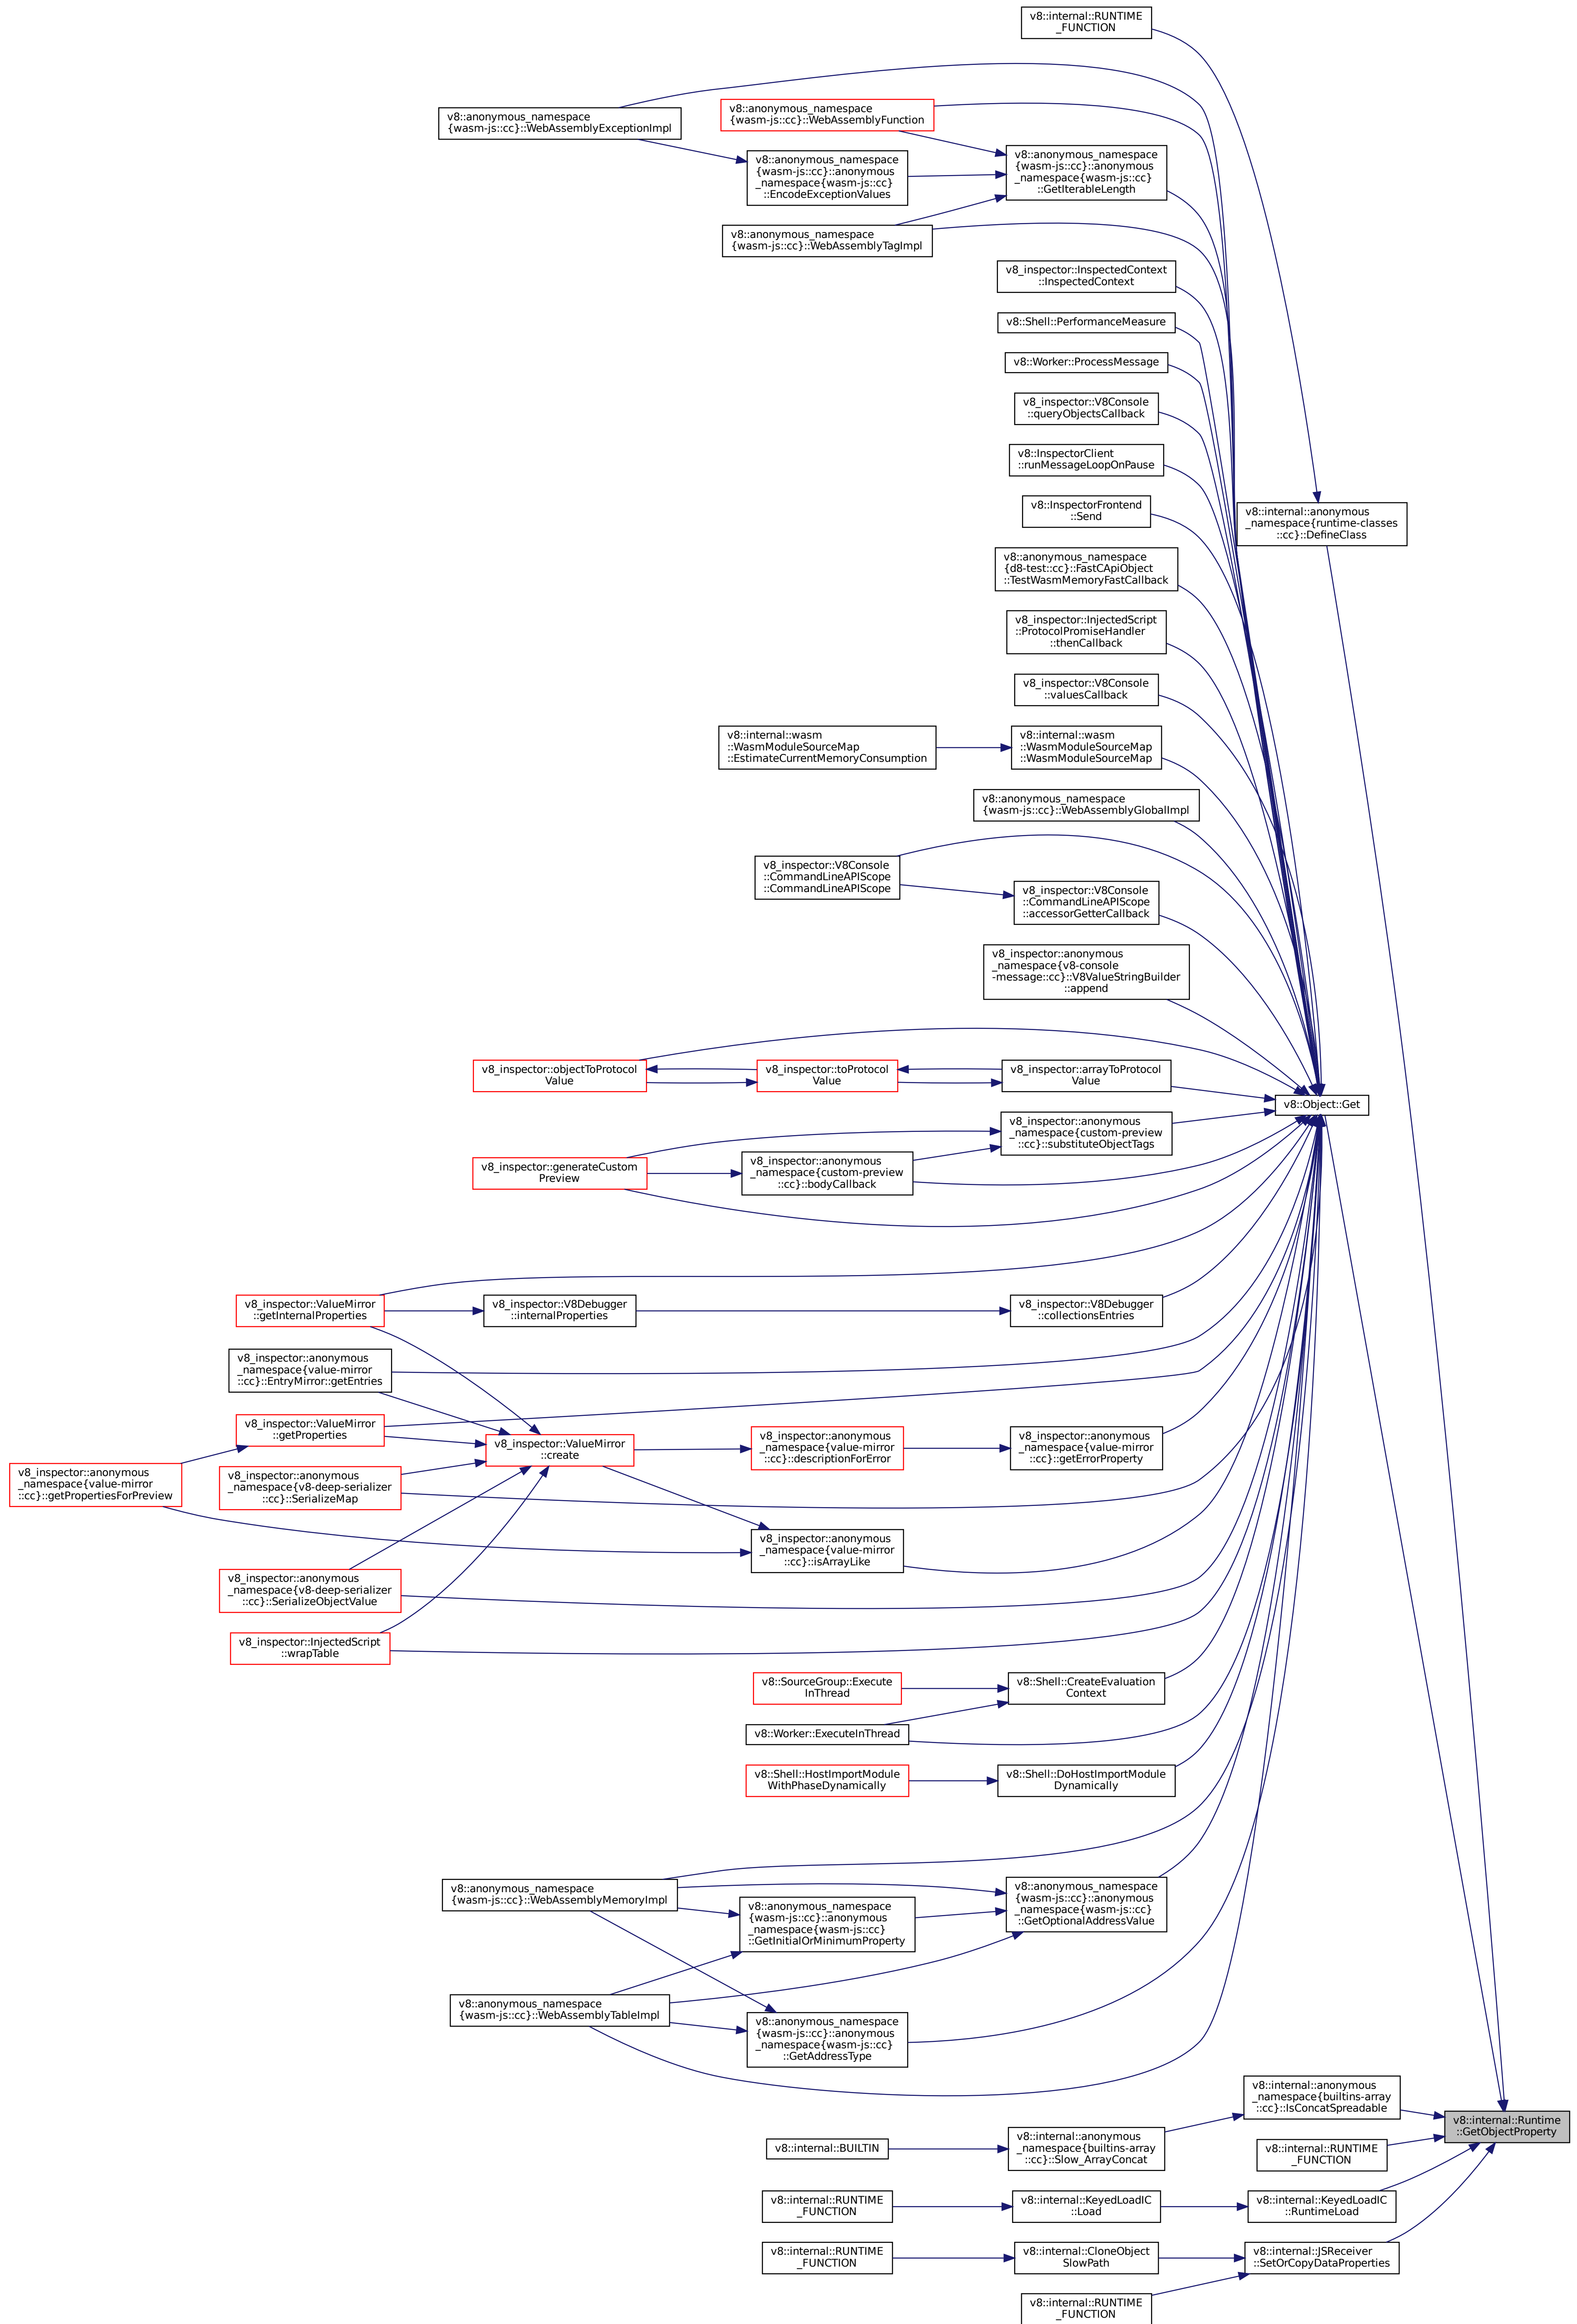 v8::internal::RUNTIME
_FUNCTION
v8::anonymous_namespace
{wasm-js::cc}::WebAssemblyExceptionImpl
v8::anonymous_namespace
{wasm-js::cc}::WebAssemblyFunction
v8::anonymous_namespace
{wasm-js::cc}::anonymous
_namespace{wasm-js::cc}
::EncodeExceptionValues
v8::anonymous_namespace
{wasm-js::cc}::anonymous
_namespace{wasm-js::cc}
::GetIterableLength
v8::anonymous_namespace
{wasm-js::cc}::WebAssemblyTagImpl
v8_inspector::InspectedContext
::InspectedContext
v8::Shell::PerformanceMeasure
v8::Worker::ProcessMessage
v8_inspector::V8Console
::queryObjectsCallback
v8::InspectorClient
::runMessageLoopOnPause
v8::InspectorFrontend
::Send
v8::internal::anonymous
_namespace{runtime-classes
::cc}::DefineClass
v8::anonymous_namespace
{d8-test::cc}::FastCApiObject
::TestWasmMemoryFastCallback
v8_inspector::InjectedScript
::ProtocolPromiseHandler
::thenCallback
v8_inspector::V8Console
::valuesCallback
v8::internal::wasm
::WasmModuleSourceMap
::EstimateCurrentMemoryConsumption
v8::internal::wasm
::WasmModuleSourceMap
::WasmModuleSourceMap
v8::anonymous_namespace
{wasm-js::cc}::WebAssemblyGlobalImpl
v8_inspector::V8Console
::CommandLineAPIScope
::CommandLineAPIScope
v8_inspector::V8Console
::CommandLineAPIScope
::accessorGetterCallback
v8_inspector::anonymous
_namespace{v8-console
-message::cc}::V8ValueStringBuilder
::append
v8_inspector::objectToProtocol
Value
v8_inspector::toProtocol
Value
v8_inspector::arrayToProtocol
Value
v8::Object::Get
v8_inspector::anonymous
_namespace{custom-preview
::cc}::substituteObjectTags
v8_inspector::generateCustom
Preview
v8_inspector::anonymous
_namespace{custom-preview
::cc}::bodyCallback
v8_inspector::ValueMirror
::getInternalProperties
v8_inspector::V8Debugger
::internalProperties
v8_inspector::V8Debugger
::collectionsEntries
v8_inspector::anonymous
_namespace{value-mirror
::cc}::EntryMirror::getEntries
v8_inspector::ValueMirror
::getProperties
v8_inspector::ValueMirror
::create
v8_inspector::anonymous
_namespace{value-mirror
::cc}::descriptionForError
v8_inspector::anonymous
_namespace{value-mirror
::cc}::getErrorProperty
v8_inspector::anonymous
_namespace{value-mirror
::cc}::getPropertiesForPreview
v8_inspector::anonymous
_namespace{v8-deep-serializer
::cc}::SerializeMap
v8_inspector::anonymous
_namespace{value-mirror
::cc}::isArrayLike
v8_inspector::anonymous
_namespace{v8-deep-serializer
::cc}::SerializeObjectValue
v8_inspector::InjectedScript
::wrapTable
v8::SourceGroup::Execute
InThread
v8::Shell::CreateEvaluation
Context
v8::Worker::ExecuteInThread
v8::Shell::HostImportModule
WithPhaseDynamically
v8::Shell::DoHostImportModule
Dynamically
v8::anonymous_namespace
{wasm-js::cc}::WebAssemblyMemoryImpl
v8::anonymous_namespace
{wasm-js::cc}::anonymous
_namespace{wasm-js::cc}
::GetInitialOrMinimumProperty
v8::anonymous_namespace
{wasm-js::cc}::anonymous
_namespace{wasm-js::cc}
::GetOptionalAddressValue
v8::anonymous_namespace
{wasm-js::cc}::WebAssemblyTableImpl
v8::anonymous_namespace
{wasm-js::cc}::anonymous
_namespace{wasm-js::cc}
::GetAddressType
v8::internal::anonymous
_namespace{builtins-array
::cc}::IsConcatSpreadable
v8::internal::Runtime
::GetObjectProperty
v8::internal::BUILTIN
v8::internal::anonymous
_namespace{builtins-array
::cc}::Slow_ArrayConcat
v8::internal::RUNTIME
_FUNCTION
v8::internal::RUNTIME
_FUNCTION
v8::internal::KeyedLoadIC
::Load
v8::internal::KeyedLoadIC
::RuntimeLoad
v8::internal::RUNTIME
_FUNCTION
v8::internal::CloneObject
SlowPath
v8::internal::JSReceiver
::SetOrCopyDataProperties
v8::internal::RUNTIME
_FUNCTION